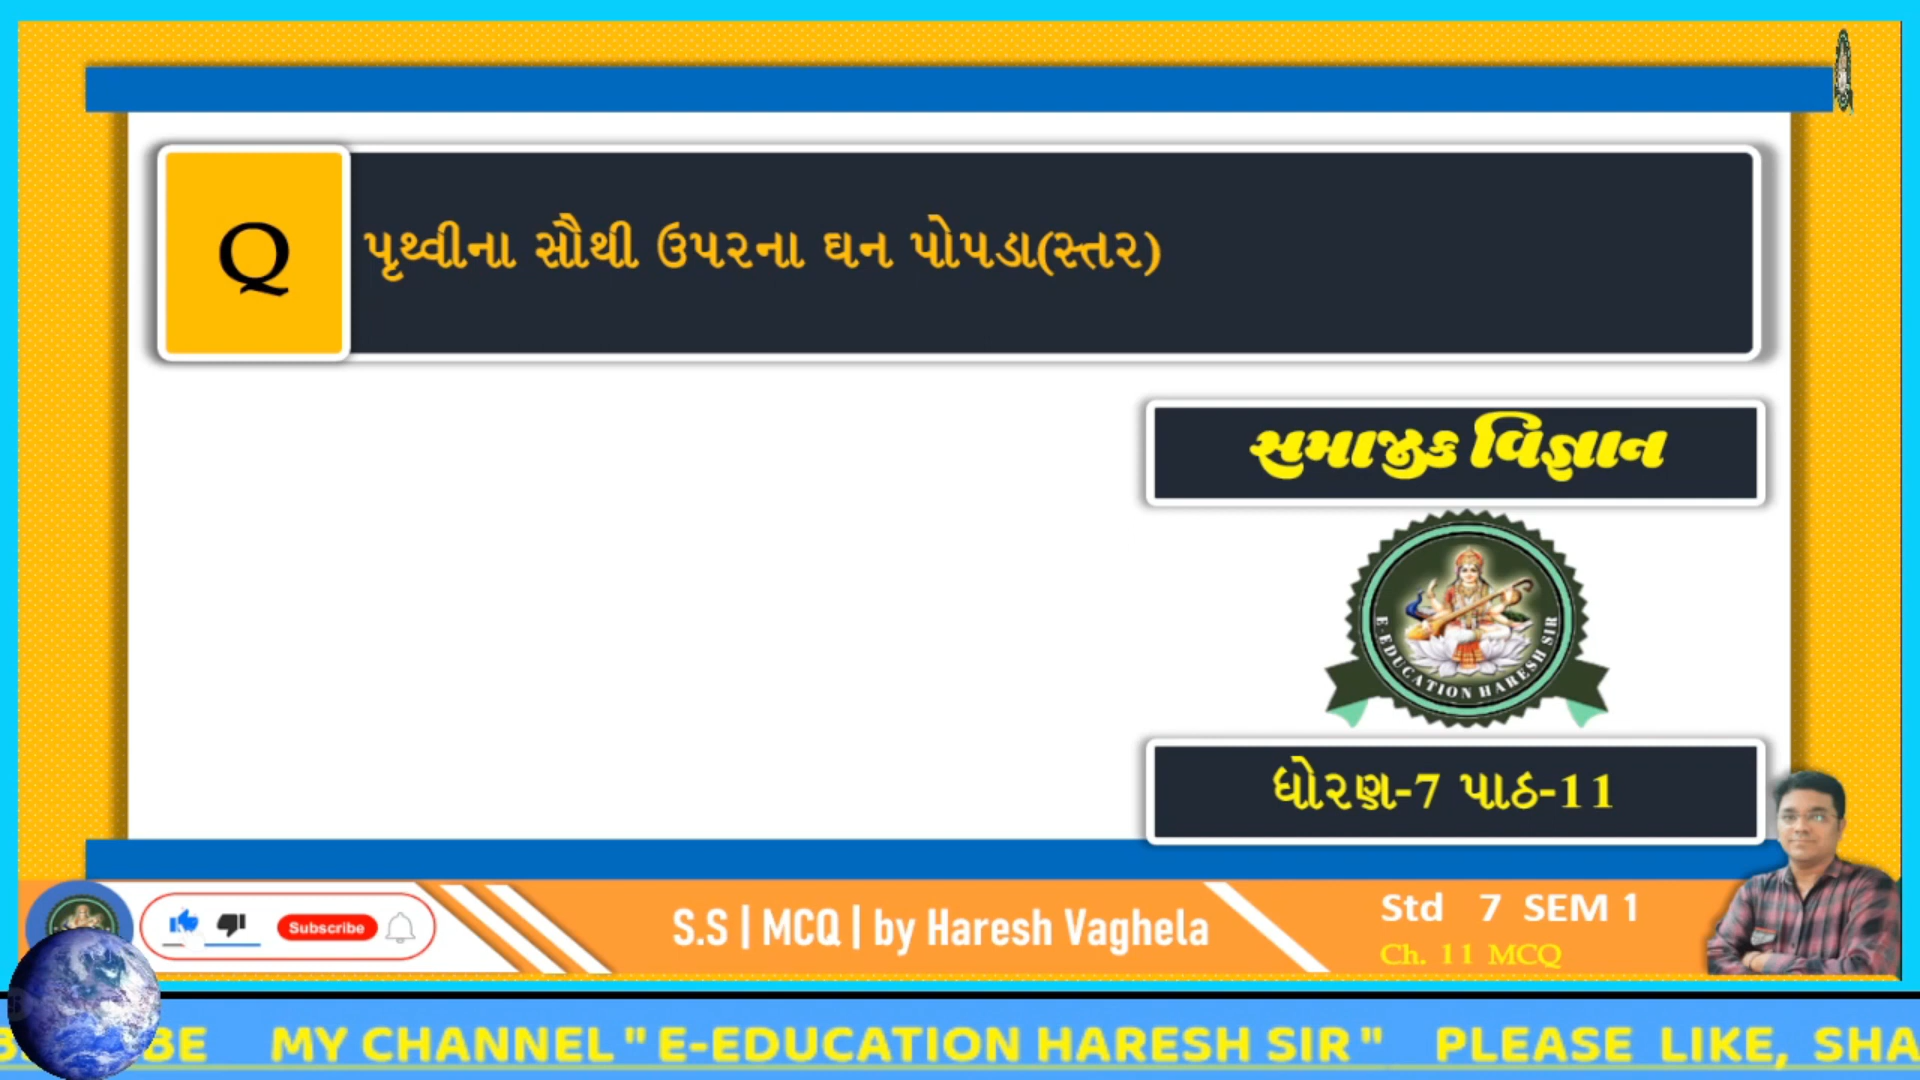 Q
પૃથ્વીના સૌથી ઉપરના ઘન પોપડા(સ્તર)
સમાજીક વિજ્ઞાન
E-EDUCATION HARESH SIR
ધોરણ-7 પાઠ-11
Subscribe
S.S | MCQ | by Haresh Vaghela
Std 7 SEM 1
Ch. 11 MCQ
BE MY CHANNEL "E-EDUCATION HARESH SIR" PLEASE LIKE, SHA